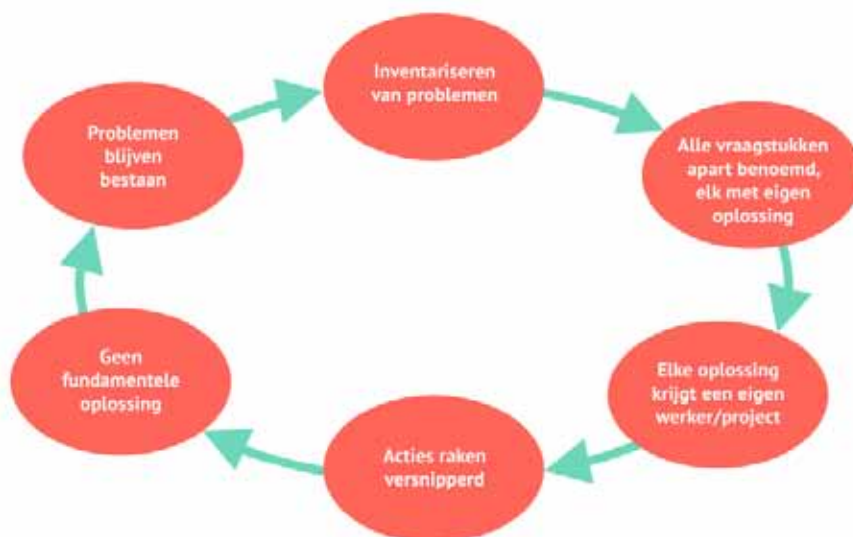 Inventariseren
van problemen
Alle vraagstukken
apart benoemd,
elk met eigen
oplossing
Elke oplossing
krijgt een eigen
werker/project
Acties raken
versnipperd
Geen
fundamentele
oplossing
Problemen
blijven
bestaan